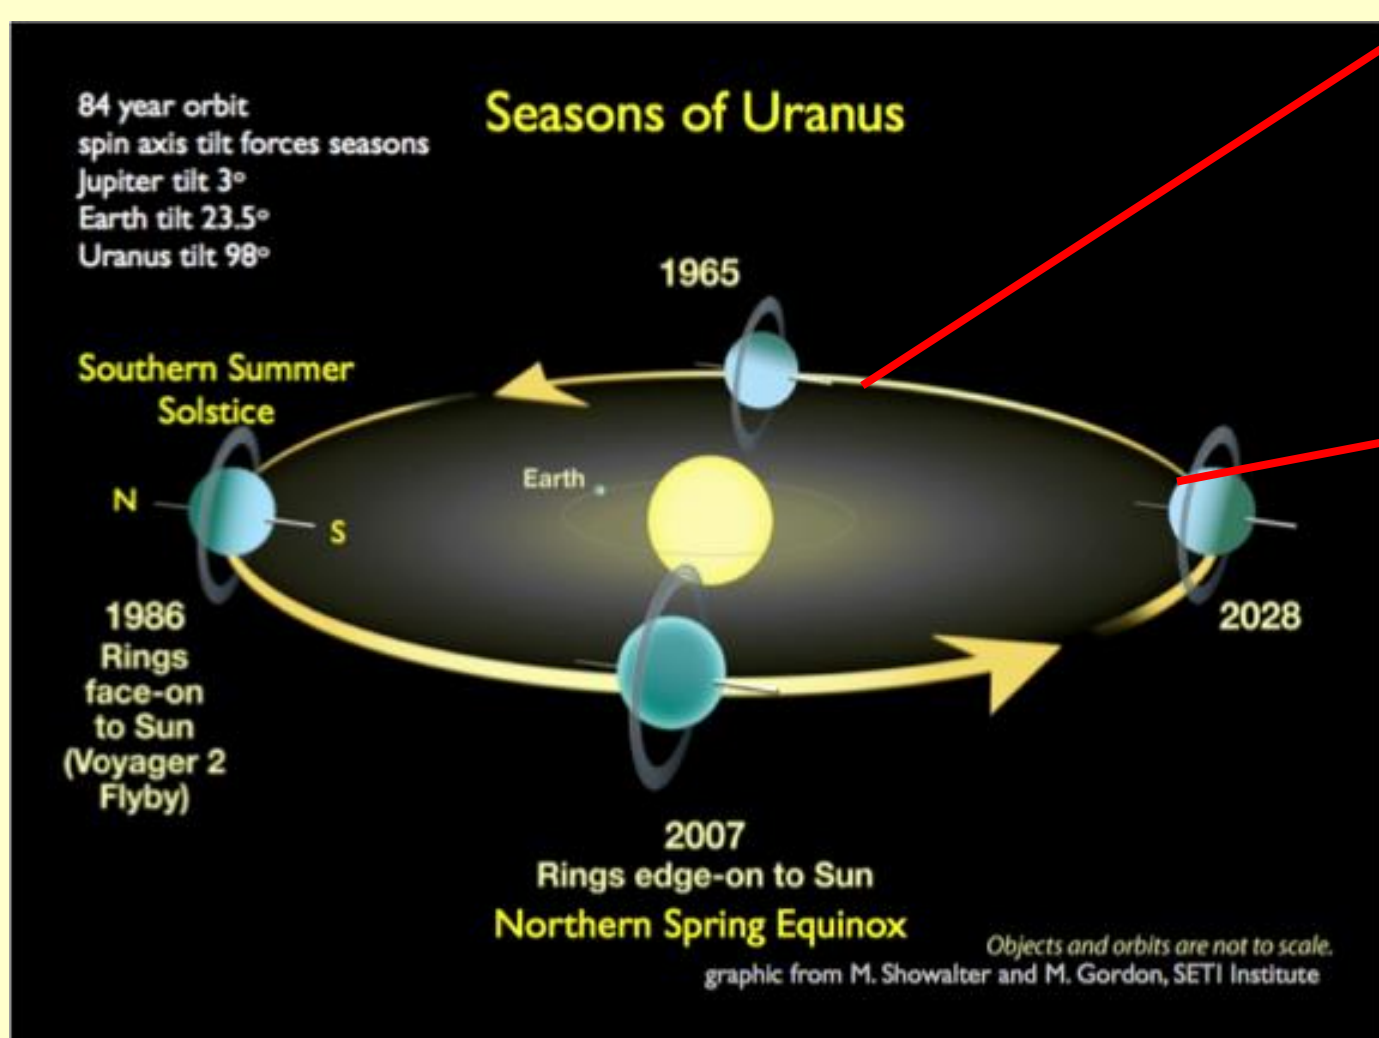 Seasons of Uranus
84 year orbit
spin axis tilt forces seasons
Jupiter tilt 3°
Earth tilt 23.5°
Uranus tilt 98°
1965
Southern Summer
Solstice
Earth
N
S
1986
Rings
face-on
to Sun
(Voyager 2
Flyby)
2028
2007
Rings edge-on to Sun
Northern Spring Equinox
Objects and orbits are not to scale.
graphic from M. Showalter and M. Gordon, SETI Institute